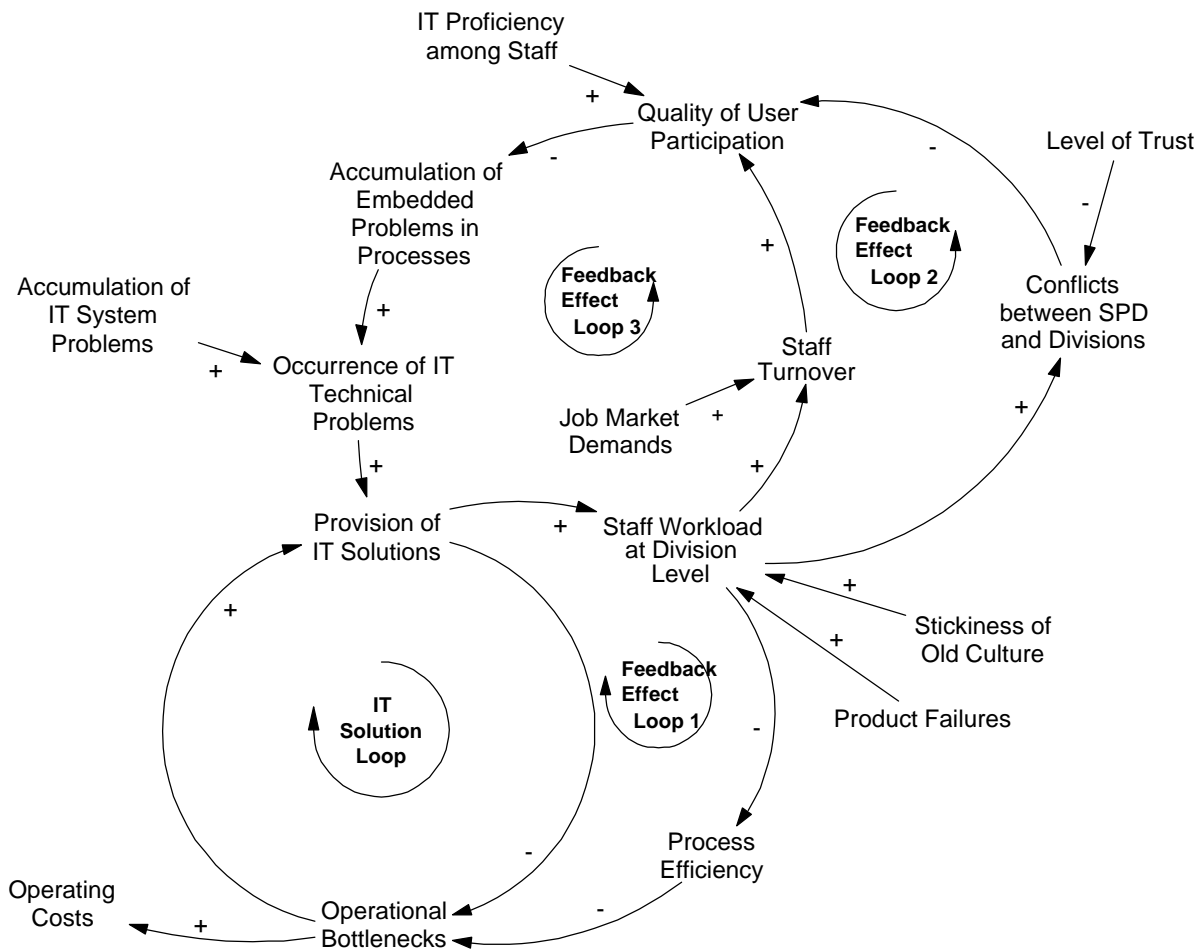 IT Proficiency
among Staff
+
Quality of User
Participation
-
Level of Trust
-
-
Accumulation of
Embedded
Problems in
Processes
Feedback
Effect
Loop 2
+
Feedback
Effect
Loop 3
Conflicts
between SPD
and Divisions
Accumulation of
IT System
Problems
+
+
Occurrence of IT
Technical
Problems
Staff
Turnover
Job Market
Demands
+
+
+
+
Provision of
IT Solutions
+
Staff Workload
at Division
Level
+
Stickiness of
Old Culture
+
Product Failures
+
IT
Solution
Loop
Feedback
Effect
Loop 1
-
Process
Efficiency
-
Operating
Costs
+
Operational
Bottlenecks
-